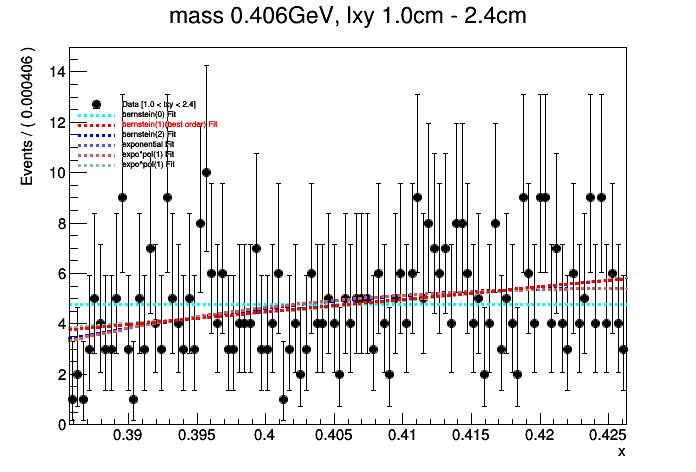 mass 0.406GeV, lxy 1.0cm - 2.4cm
Events / ( 0.000406 )
14
12
10
8
6
4
2
0
Data [1.0 < lxy < 2.4]
bernstein(0) Fit
bernstein(1)(best order) Fit
bernstein(2) Fit
exponential Fit
expo*pol(1) Fit
expo^pol(1) Fit
0.39 0.395 0.4 0.405 0.41 0.415 0.42 0.425
x